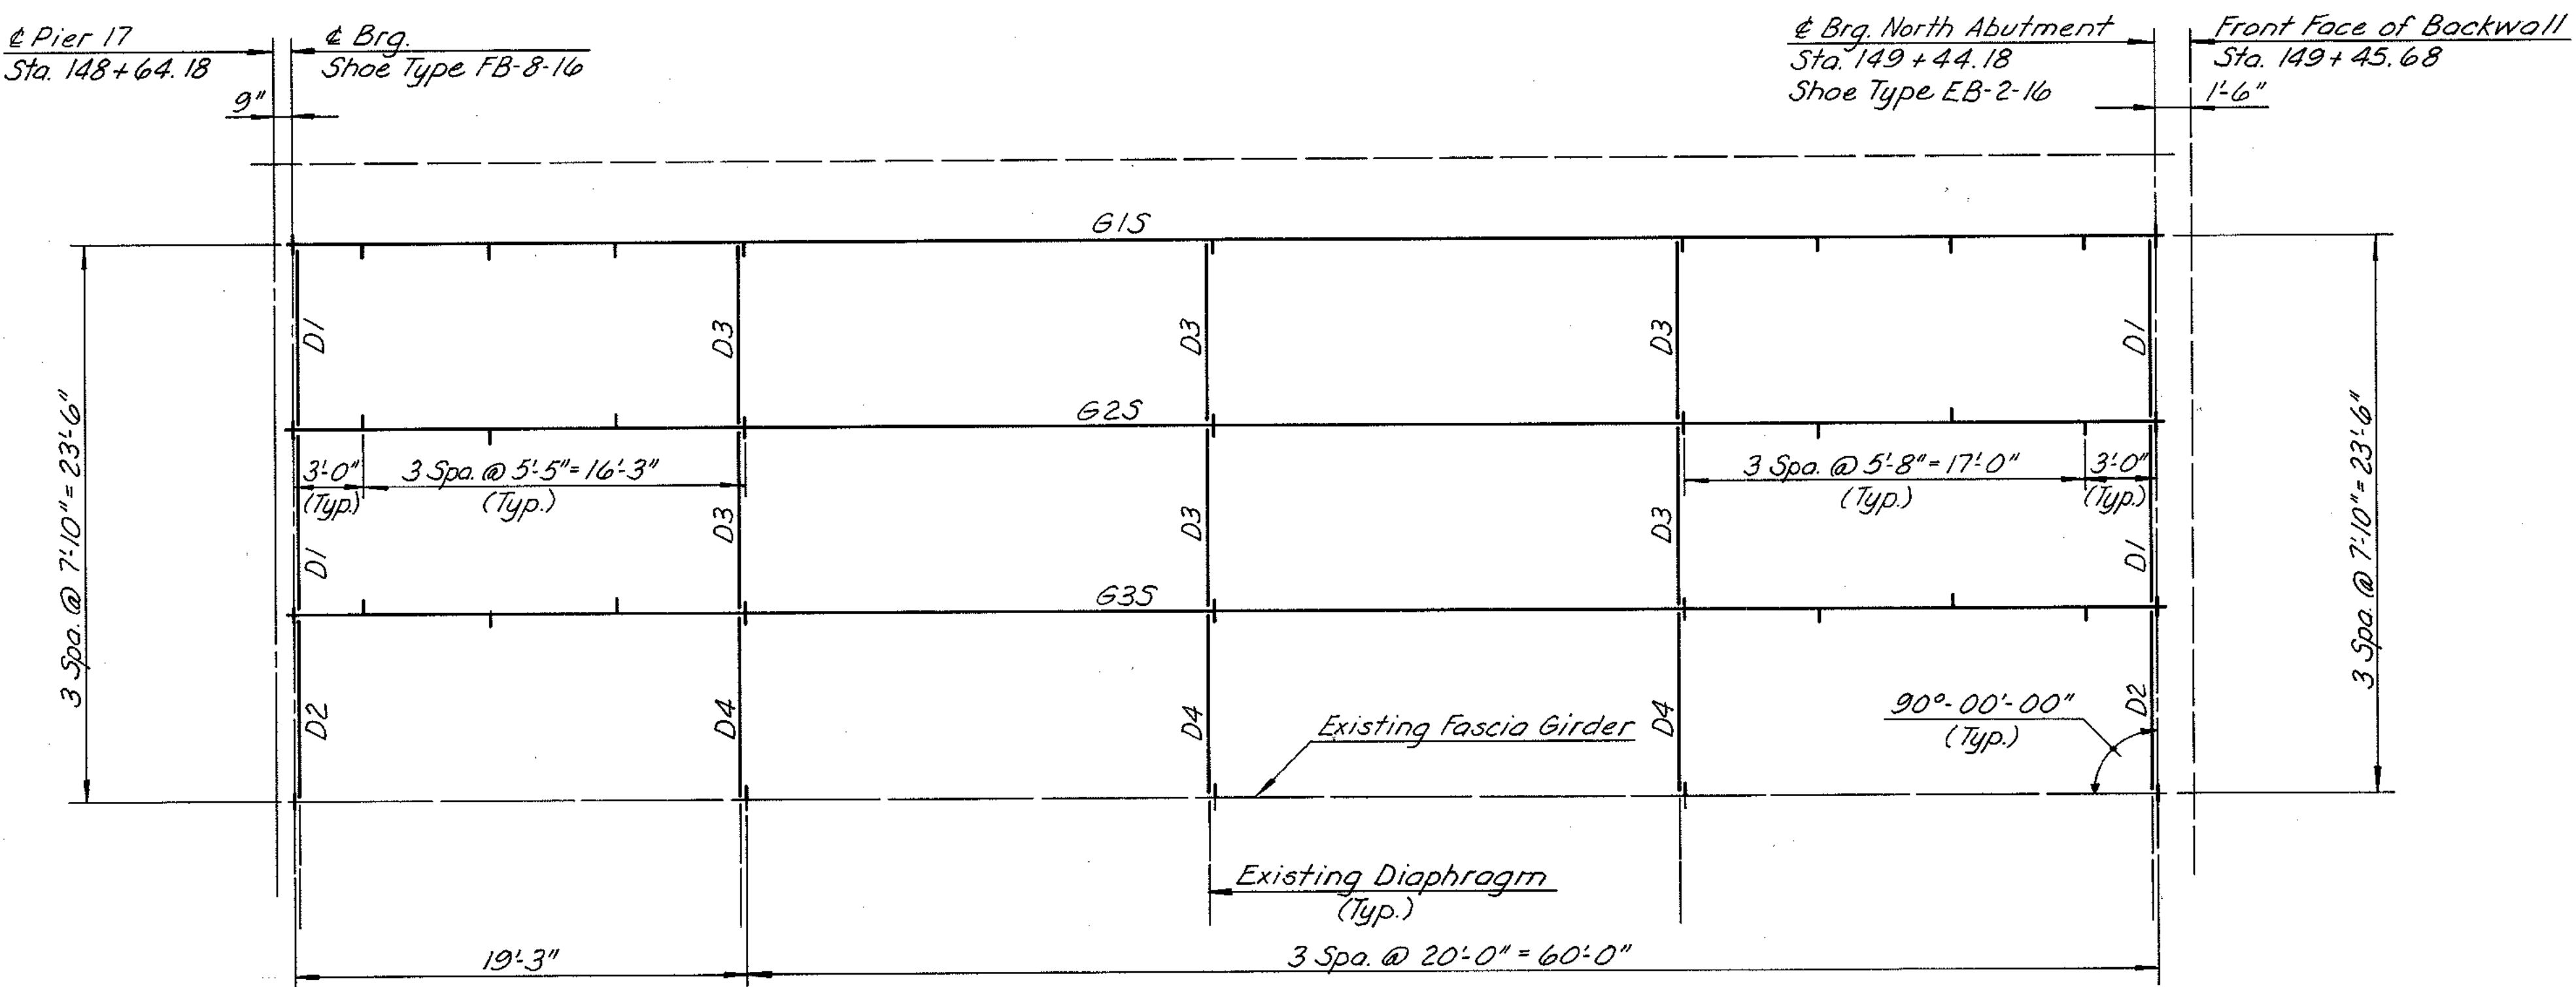 ℄ Pier 17
Sta. 148+64.18
℄ Brg.
Shoe Type FB-8-16
9"
℄ Brg. North Abutment
Sta. 149+44.18
Shoe Type EB-2-16
Front Face of Backwall
Sta. 149+45.68
1'-6"
G1S
D1
D3
D3
D3
D1
3 Spa. @ 7'-10" = 23'-6"
G2S
3'-0"
(Typ.)
3 Spa. @ 5'-5" = 16'-3"
(Typ.)
3 Spa. @ 5'-8" = 17'-0"
(Typ.)
3'-0"
(Typ.)
3 Spa. @ 7'-10" = 23'-6"
D1
D3
D3
D3
D1
G3S
D2
D4
D4
D4
D2
Existing Fascia Girder
90°-00'-00"
(Typ.)
Existing Diaphragm
(Typ.)
19'-3"
3 Spa. @ 20'-0" = 60'-0"